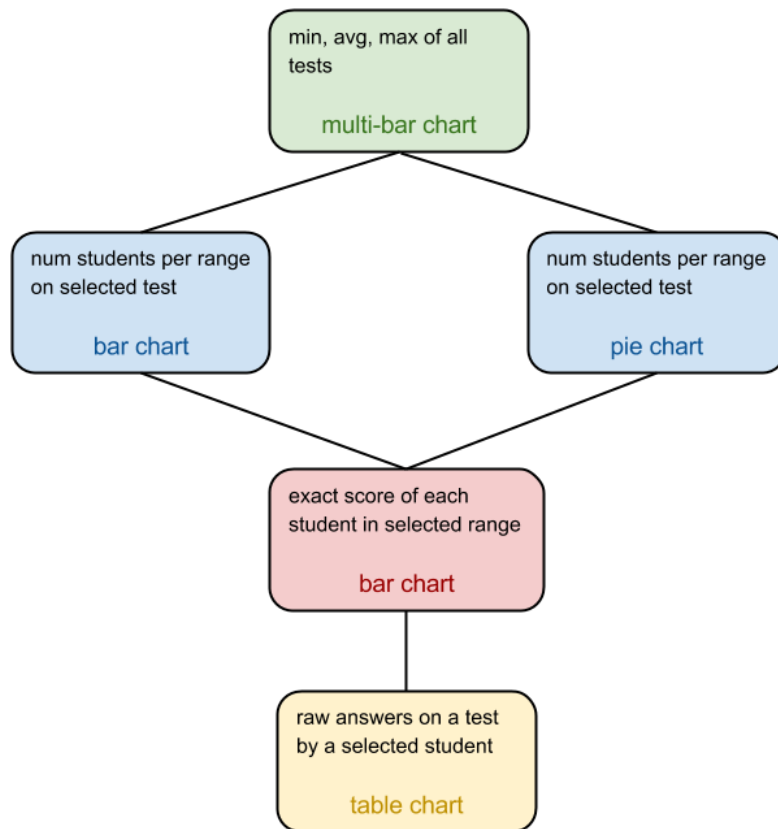 min, avg, max of all
tests
multi-bar chart
num students per range
on selected test
bar chart
num students per range
on selected test
pie chart
exact score of each
student in selected range
bar chart
raw answers on a test
by a selected student
table chart